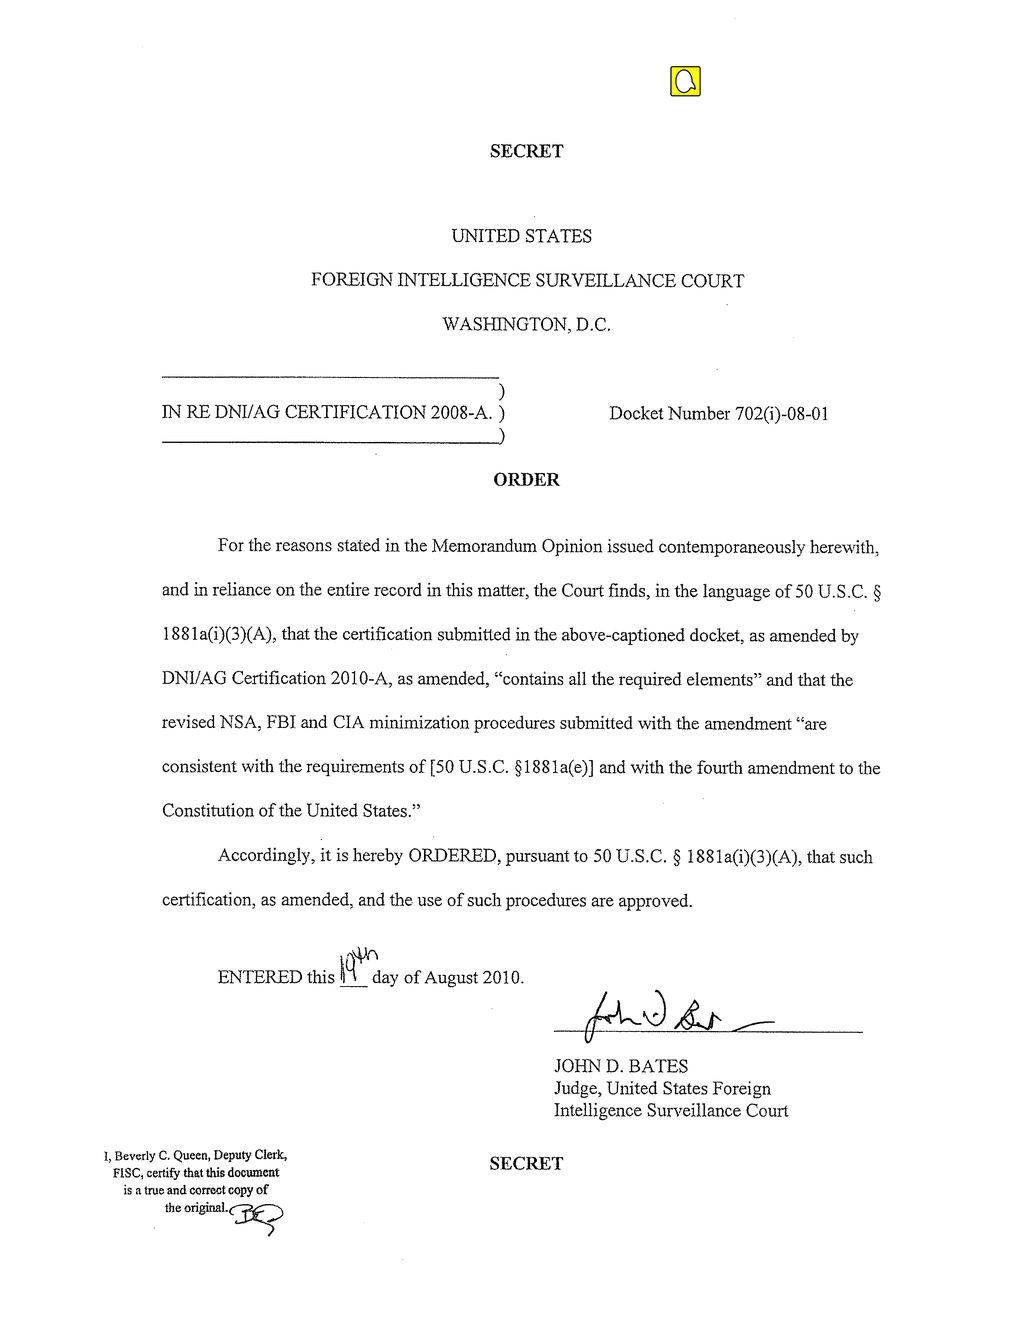 SECRET
UNITED STATES
FOREIGN INTELLIGENCE SURVEILLANCE COURT
WASHINGTON, D.C.
)
IN RE DNI/AG CERTIFICATION 2008-A. ) Docket Number 702(i)-08-01
)
ORDER
For the reasons stated in the Memorandum Opinion issued contemporaneously herewith,
and in reliance on the entire record in this matter, the Court finds, in the language of 50 U.S.C. §
1881a(i)(3)(A), that the certification submitted in the above-captioned docket, as amended by
DNI/AG Certification 2010-A, as amended, “contains all the required elements” and that the
revised NSA, FBI and CIA minimization procedures submitted with the amendment “are
consistent with the requirements of [50 U.S.C. §1881a(e)] and with the fourth amendment to the
Constitution of the United States.”
Accordingly, it is hereby ORDERED, pursuant to 50 U.S.C. § 1881a(i)(3)(A), that such
certification, as amended, and the use of such procedures are approved.
ENTERED this 19th day of August 2010.
John D Bates
JOHN D. BATES
Judge, United States Foreign
Intelligence Surveillance Court
I, Beverly C. Queen, Deputy Clerk,
FISC, certify that this document
is a true and correct copy of
the original.
SECRET